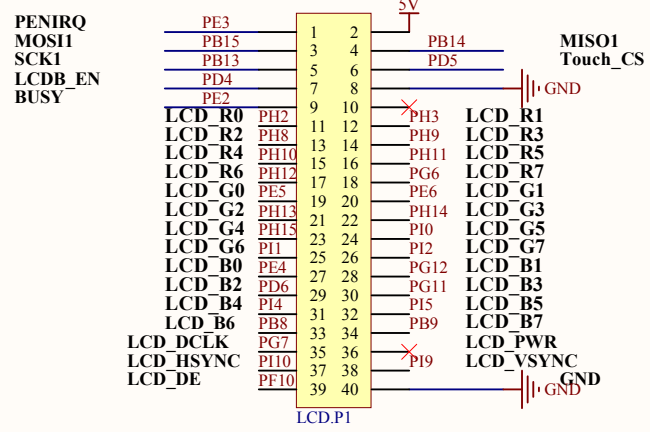 5V
PENIRQ PE3 1 2
MOSI1 PB15 3 4 PB14 MISO1
SCK1 PB13 5 6 PD5 Touch_CS
LCDB_EN PD4 7 8 GND
BUSY PE2 9 10
LCD_R0 PH2 11 12 PH3 LCD_R1
LCD_R2 PH8 13 14 PH9 LCD_R3
LCD_R4 PH10 15 16 PH11 LCD_R5
LCD_R6 PH12 17 18 PG6 LCD_R7
LCD_G0 PE5 19 20 PE6 LCD_G1
LCD_G2 PH13 21 22 PH14 LCD_G3
LCD_G4 PH15 23 24 PI0 LCD_G5
LCD_G6 PI1 25 26 PI2 LCD_G7
LCD_B0 PE4 27 28 PG12 LCD_B1
LCD_B2 PD6 29 30 PG11 LCD_B3
LCD_B4 PI4 31 32 PI5 LCD_B5
LCD_B6 PB8 33 34 PB9 LCD_B7
LCD_DCLK PG7 35 36 LCD_PWR
LCD_HSYNC PI10 37 38 PI9 LCD_VSYNC
LCD_DE PF10 39 40 GND GND
LCD.P1